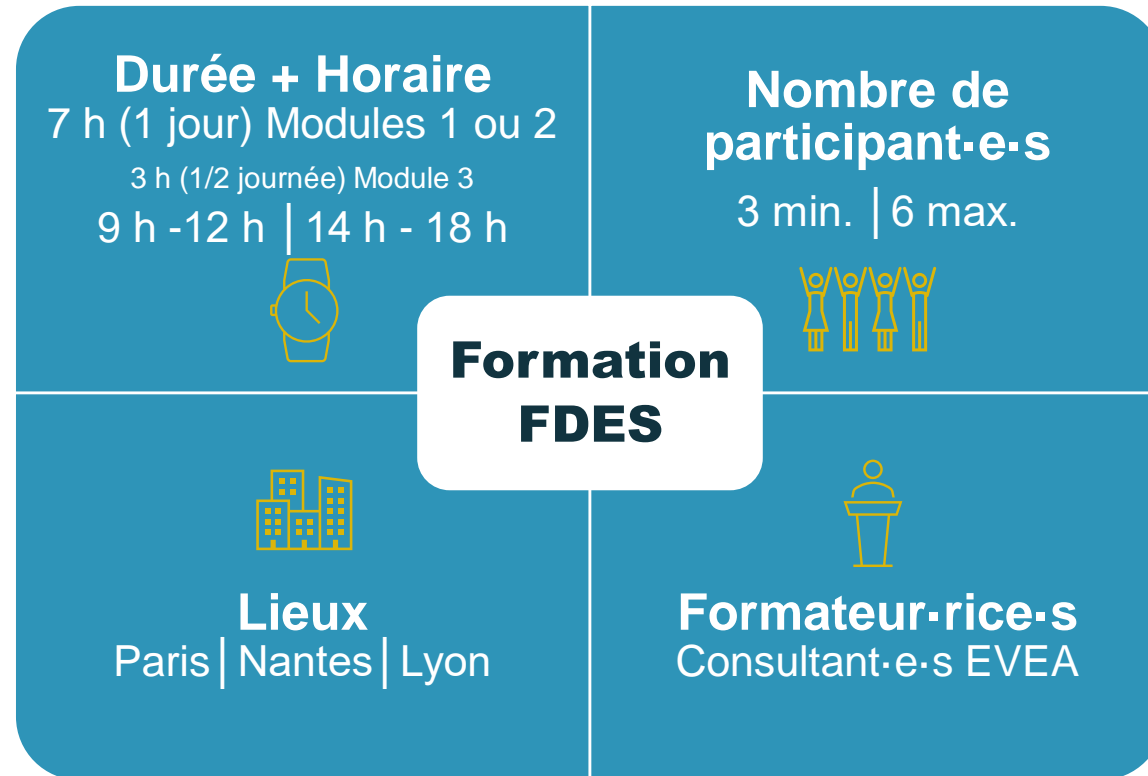 Durée + Horaire
7 h (1 jour) Modules 1 ou 2
3 h (1/2 journée) Module 3
9 h -12 h | 14 h - 18 h
Nombre de
participant·e·s
3 min. | 6 max.
Formation
FDES
Lieux
Paris | Nantes | Lyon
Formateur·rice·s
Consultant·e·s EVEA